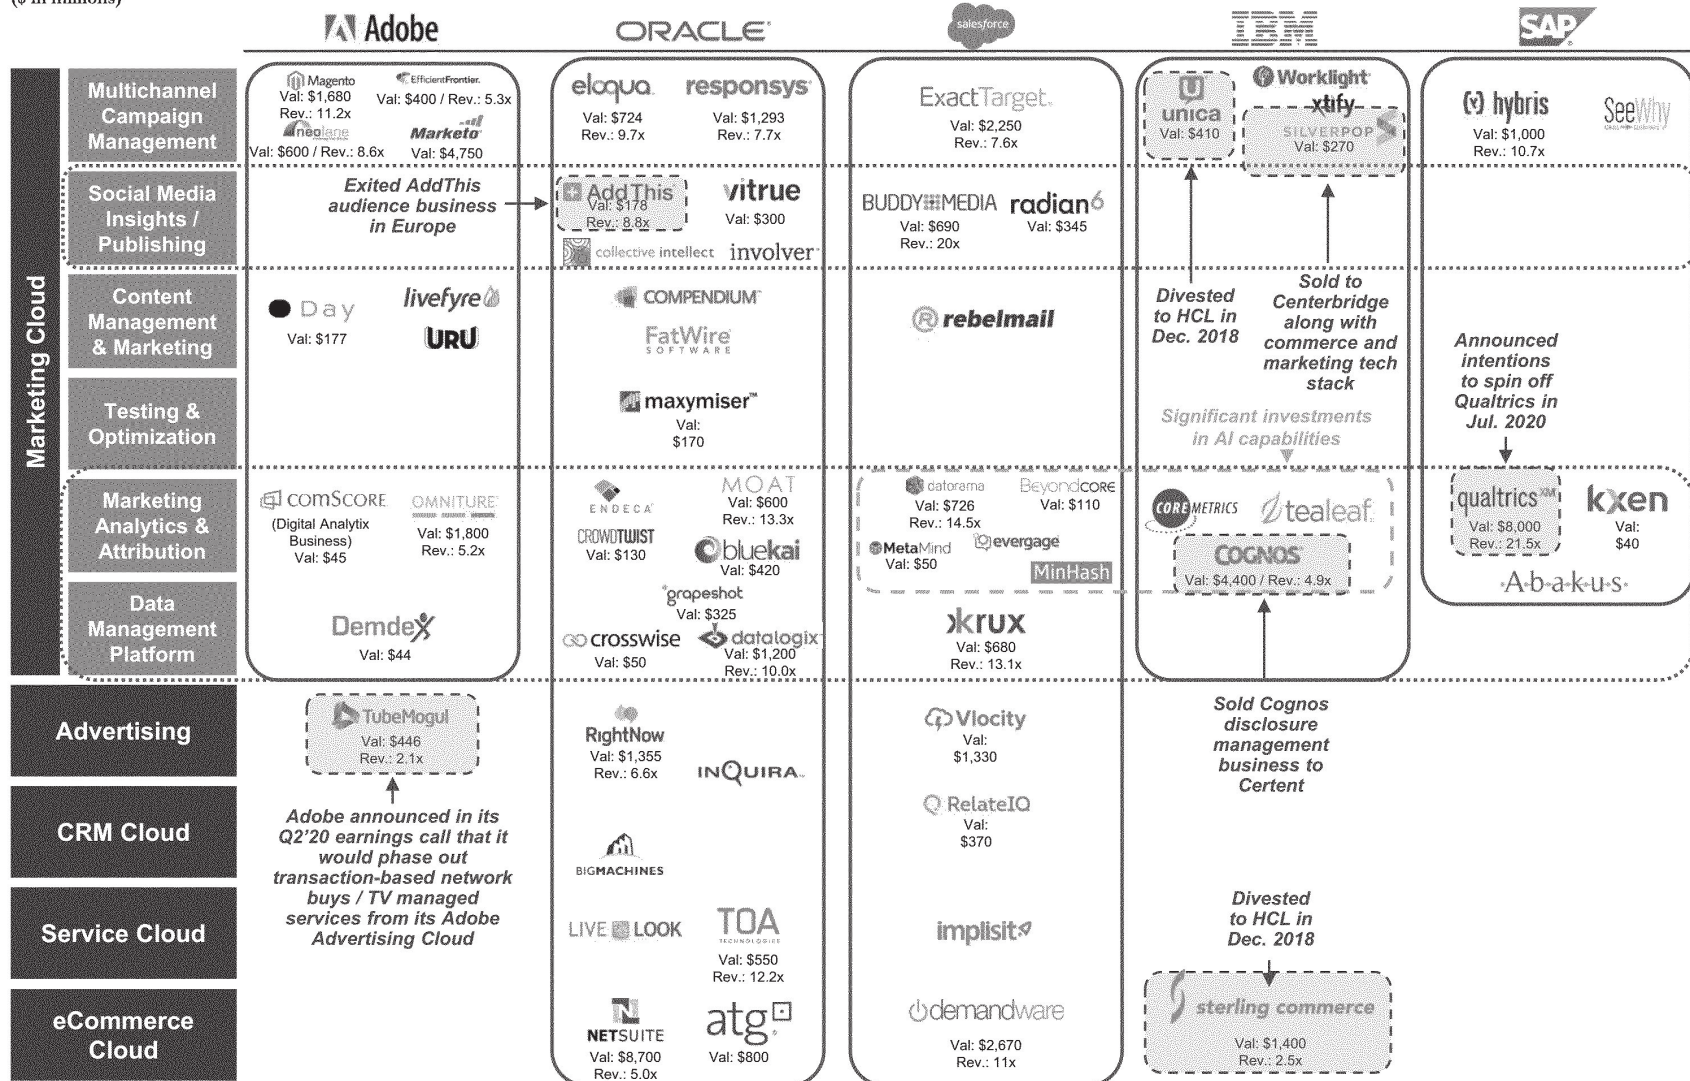 ($ in millions)
Adobe
ORACLE
salesforce
IBM
SAP
Marketing Cloud
Multichannel
Campaign
Management
Magento
Val: $1,680
Rev.: 11.2x
EfficientFrontier.
Val: $400 / Rev.: 5.3x
neolane
Val: $600 / Rev.: 8.6x
Marketo
Val: $4,750
eloqua
Val: $724
Rev.: 9.7x
responsys
Val: $1,293
Rev.: 7.7x
ExactTarget.
Val: $2,250
Rev.: 7.6x
unica
Val: $410
Worklight
xtify
SILVERPOP
Val: $270
(v) hybris
Val: $1,000
Rev.: 10.7x
SeeWhy
Social Media
Insights /
Publishing
Exited AddThis
audience business
in Europe
AddThis
Val: $178
Rev.: 8.8x
vitrue
Val: $300
collective intellect
involver
BUDDY MEDIA
Val: $690
Rev.: 20x
radian6
Val: $345
Content
Management
& Marketing
Day
Val: $177
livefyre
URU
COMPENDIUM
FatWire
SOFTWARE
rebelmail
Divested
to HCL in
Dec. 2018
Sold to
Centerbridge
along with
commerce and
marketing tech
stack
Announced
intentions
to spin off
Qualtrics in
Jul. 2020
Testing &
Optimization
maxymiser™
Val:
$170
Significant investments
in AI capabilities
Marketing
Analytics &
Attribution
comSCORE
(Digital Analytix
Business)
Val: $45
OMNITURE
Val: $1,800
Rev.: 5.2x
ENDECA
MOAT
Val: $600
Rev.: 13.3x
CROWDTWIST
Val: $130
bluekai
Val: $420
datorama
Val: $726
Rev.: 14.5x
BeyondCORE
Val: $110
MetaMind
Val: $50
evergage
MinHash
COREMETRICS
tealeaf
COGNOS
Val: $4,400 / Rev.: 4.9x
qualtrics XM
Val: $8,000
Rev.: 21.5x
kxen
Val:
$40
Abakus
Data
Management
Platform
Demdex
Val: $44
grapeshot
Val: $325
crosswise
Val: $50
datalogix
Val: $1,200
Rev.: 10.0x
krux
Val: $680
Rev.: 13.1x
Advertising
TubeMogul
Val: $446
Rev.: 2.1x
RightNow
Val: $1,355
Rev.: 6.6x
INQUIRA
Vlocity
Val:
$1,330
Sold Cognos
disclosure
management
business to
Certent
CRM Cloud
Adobe announced in its
Q2'20 earnings call that it
would phase out
transaction-based network
buys / TV managed
services from its Adobe
Advertising Cloud
BIGMACHINES
RelateIQ
Val:
$370
Service Cloud
LIVE LOOK
TOA
TECHNOLOGIES
Val: $550
Rev.: 12.2x
implisit
Divested
to HCL in
Dec. 2018
eCommerce
Cloud
NETSUITE
Val: $8,700
Rev.: 5.0x
atg
Val: $800
demandware
Val: $2,670
Rev.: 11x
sterling commerce
Val: $1,400
Rev.: 2.5x